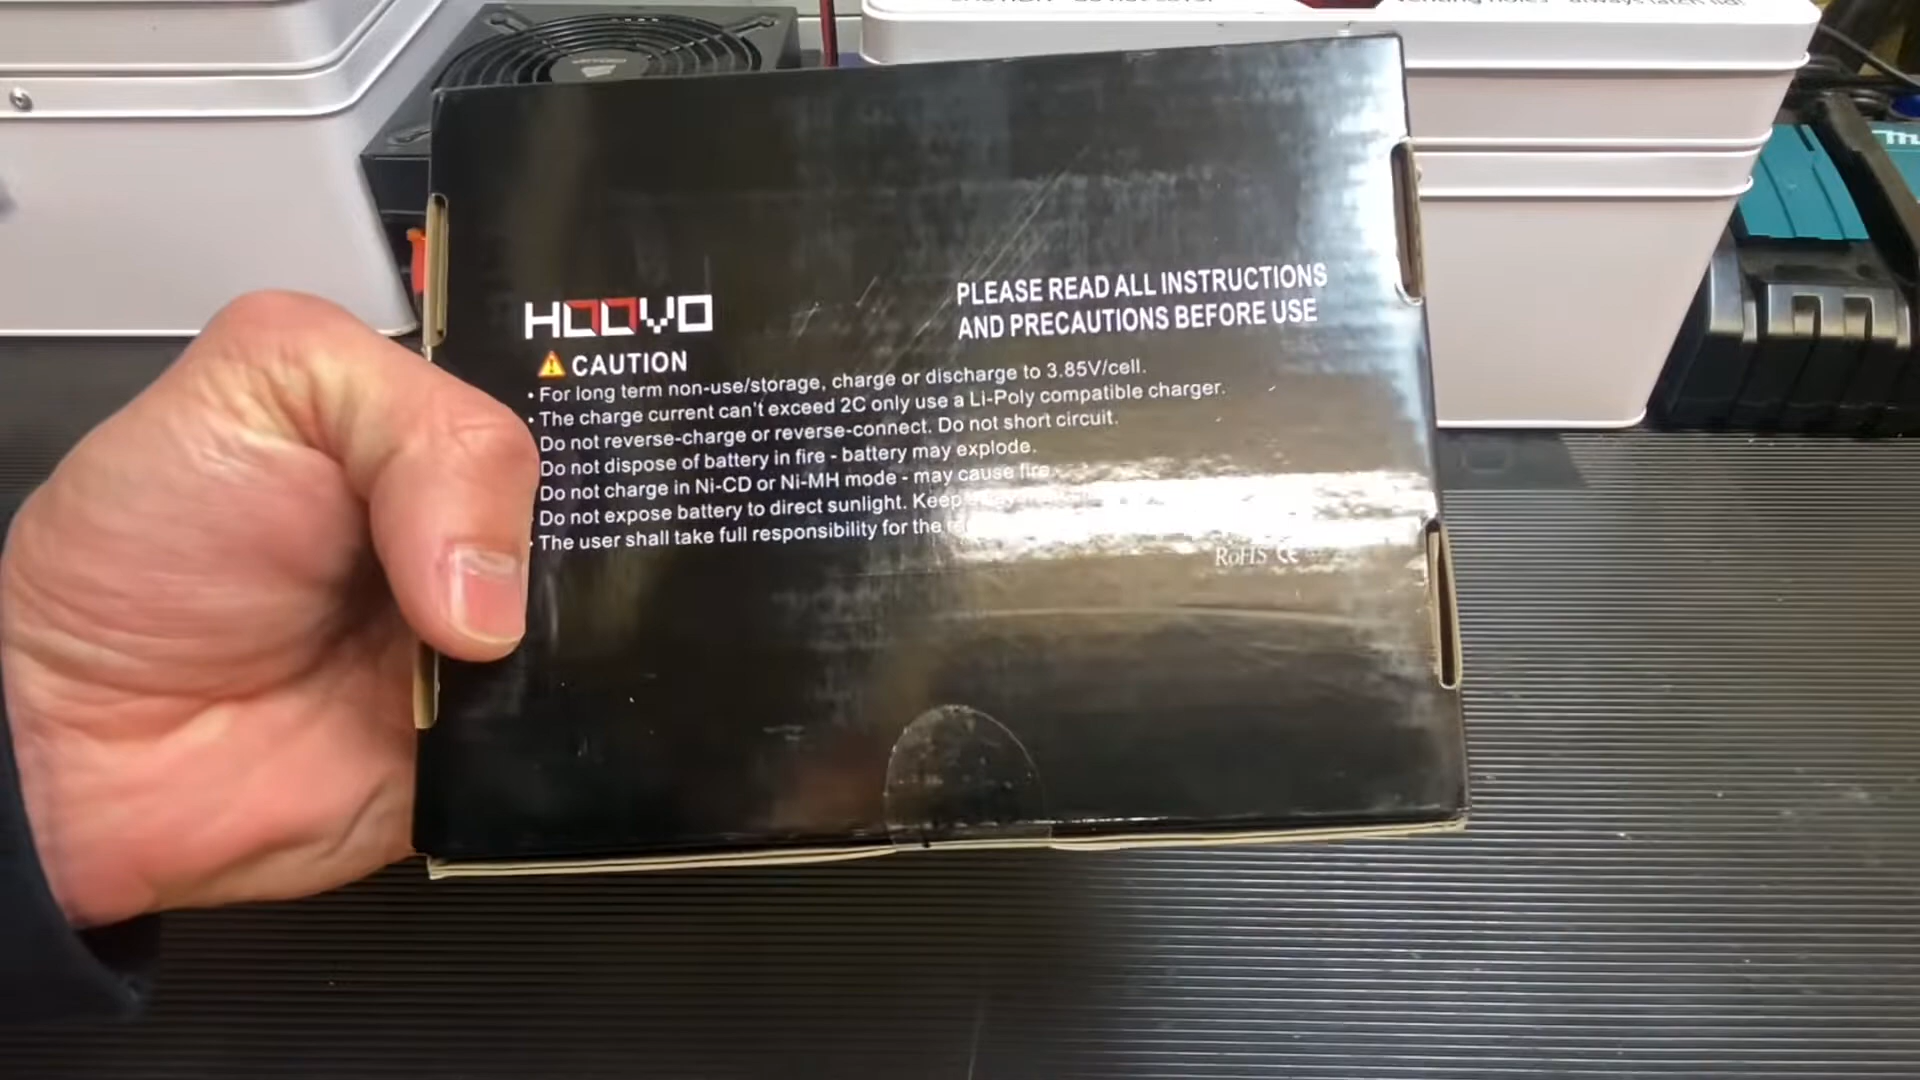 HOOVO
PLEASE READ ALL INSTRUCTIONS
AND PRECAUTIONS BEFORE USE
CAUTION
• For long term non-use/storage, charge or discharge to 3.85V/cell.
• The charge current can't exceed 2C only use a Li-Poly compatible charger.
Do not reverse-charge or reverse-connect. Do not short circuit.
Do not dispose of battery in fire - battery may explode.
Do not charge in Ni-CD or Ni-MH mode - may cause fire
Do not expose battery to direct sunlight. Keep
• The user shall take full responsibility for the
RoHS CE